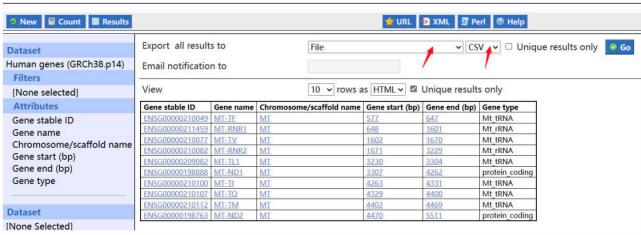 New Count Results URL XML Perl Help
Dataset
Human genes (GRCh38.p14)
Filters
[None selected]
Attributes
Gene stable ID
Gene name
Chromosome/scaffold name
Gene start (bp)
Gene end (bp)
Gene type
Dataset
[None Selected]
Export all results to File CSV Unique results only Go
Email notification to
View 10 rows as HTML Unique results only
Gene stable ID Gene name Chromosome/scaffold name Gene start (bp) Gene end (bp) Gene type
ENSG00000210049 MT-TF MT 577 647 Mt_tRNA
ENSG00000211459 MT-RNR1 MT 648 1601 Mt_rRNA
ENSG00000210077 MT-TV MT 1602 1670 Mt_tRNA
ENSG00000210082 MT-RNR2 MT 1671 3229 Mt_rRNA
ENSG00000209082 MT-TL1 MT 3230 3304 Mt_tRNA
ENSG00000198888 MT-ND1 MT 3307 4262 protein_coding
ENSG00000210100 MT-TI MT 4263 4331 Mt_tRNA
ENSG00000210107 MT-TQ MT 4329 4400 Mt_tRNA
ENSG00000210112 MT-TM MT 4402 4469 Mt_tRNA
ENSG00000198763 MT-ND2 MT 4470 5511 protein_coding